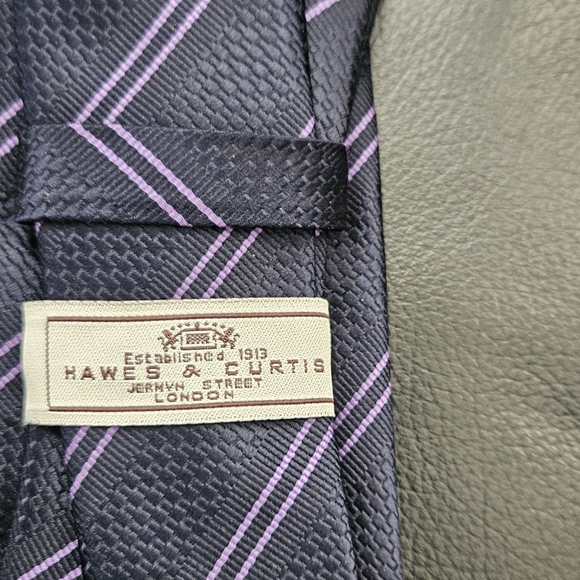 Established 1913
HAWES & CURTIS
JERMYN STREET
LONDON